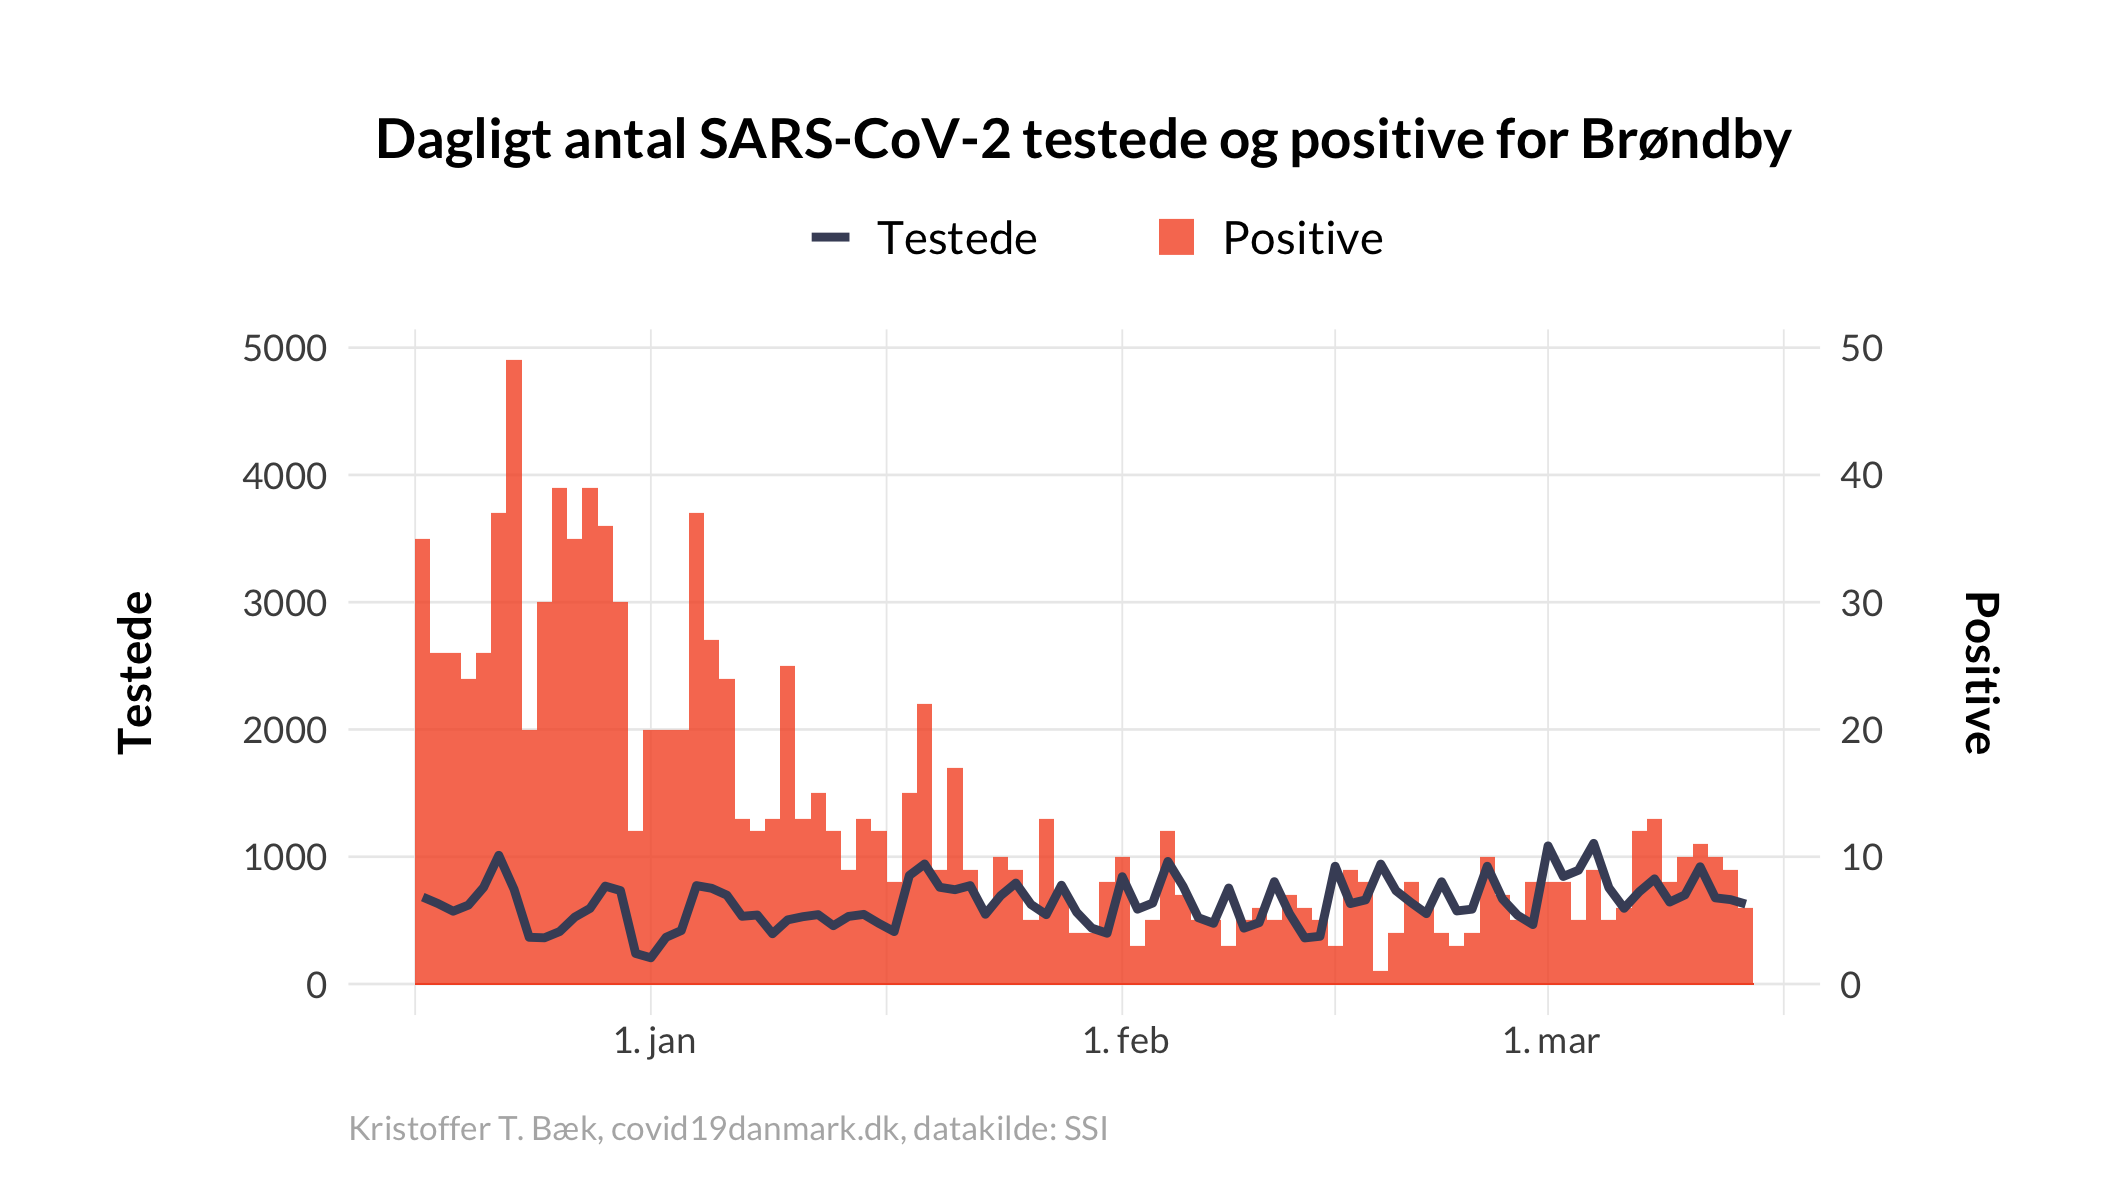 Dagligt antal SARS-CoV-2 testede og positive for Brøndby
Testede
Positive
5000
4000
3000
2000
1000
0
50
40
30
20
10
0
Testede
Positive
1. jan
1. feb
1. mar
Kristoffer T. Bæk, covid19danmark.dk, datakilde: SSI